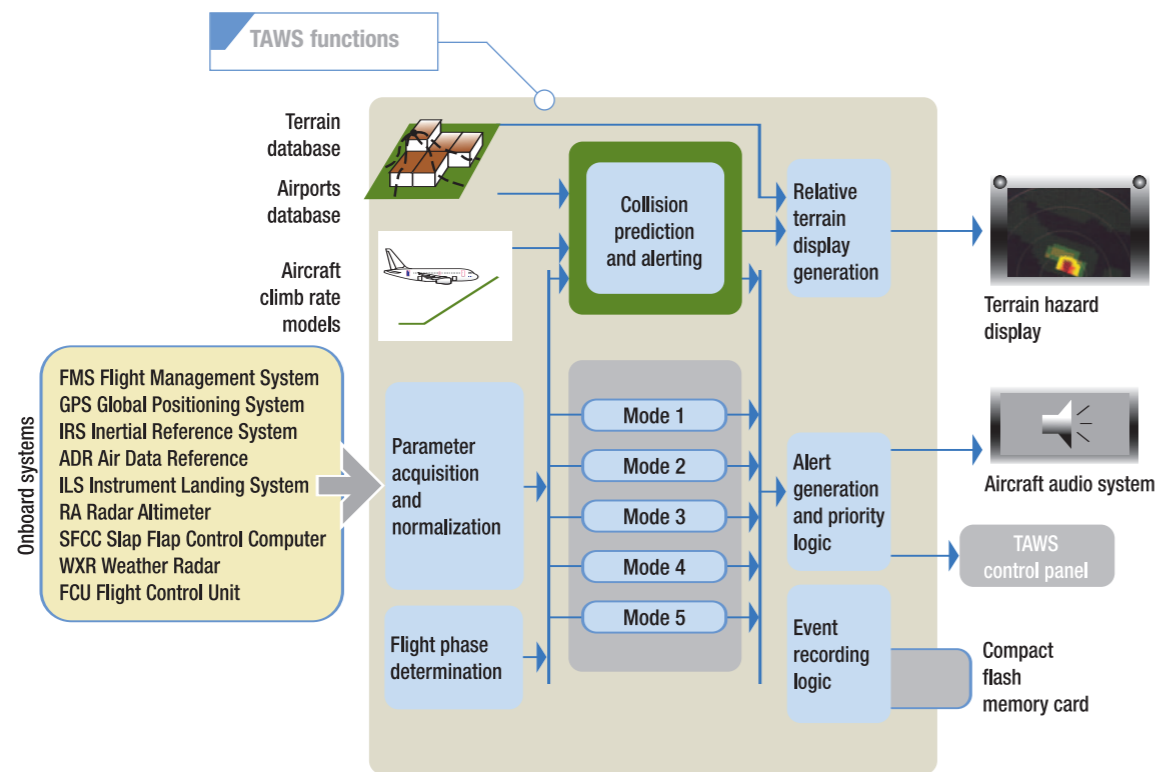 TAWS functions
Terrain
database
Airports
database
Aircraft
climb rate
models
Collision
prediction
and alerting
Relative
terrain
display
generation
Terrain hazard
display
Onboard systems
FMS Flight Management System
GPS Global Positioning System
IRS Inertial Reference System
ADR Air Data Reference
ILS Instrument Landing System
RA Radar Altimeter
SFCC Slap Flap Control Computer
WXR Weather Radar
FCU Flight Control Unit
Parameter
acquisition
and
normalization
Flight phase
determination
Mode 1
Mode 2
Mode 3
Mode 4
Mode 5
Alert
generation
and priority
logic
Aircraft audio system
TAWS
control panel
Event
recording
logic
Compact
flash
memory card